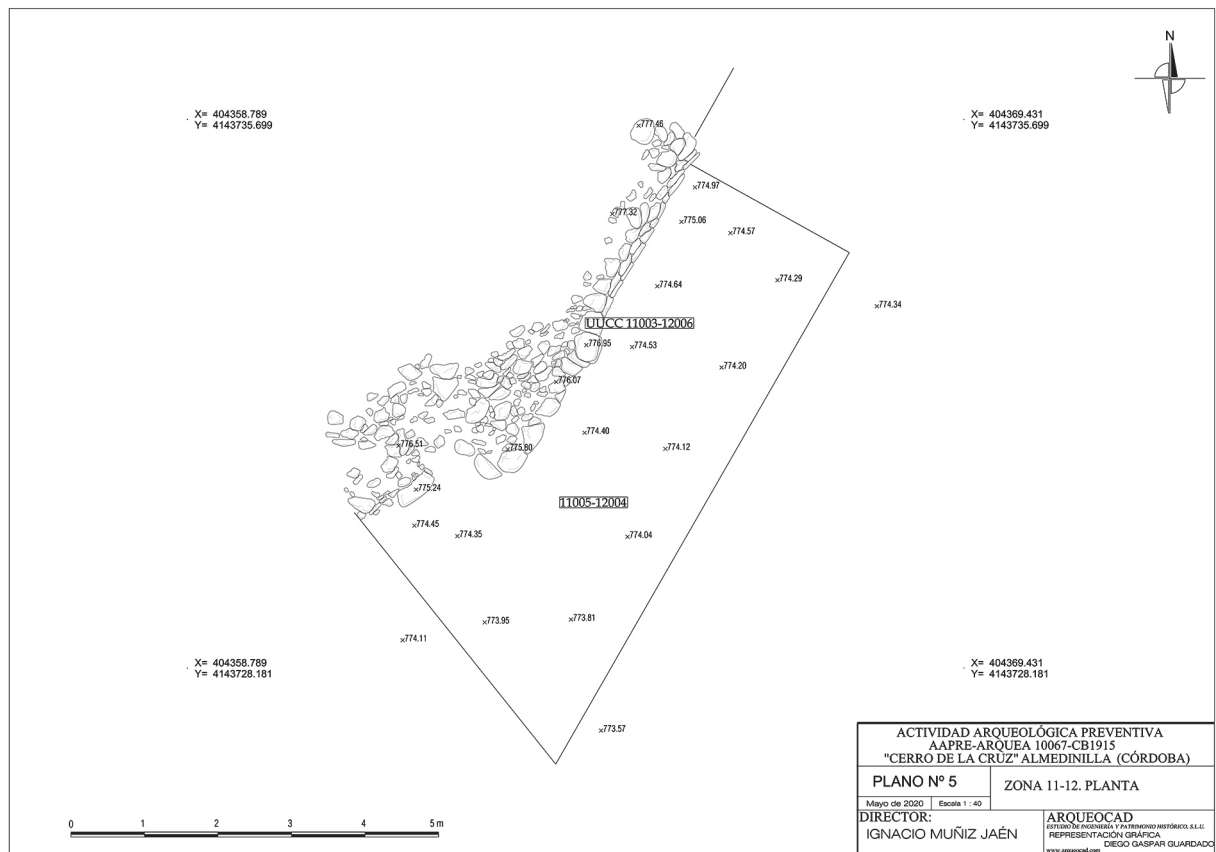 N
X= 404358.789
Y= 4143735.699
X= 404369.431
Y= 4143735.699
×777.46
×774.97
×777.32
×775.06
×774.57
×774.29
×774.64
×774.34
UUCC 11003-12006
×776.95
×774.53
×774.20
×776.07
×774.40
×776.51
×775.60
×774.12
×775.24
11005-12004
×774.45
×774.35
×774.04
×773.95
×773.81
×774.11
X= 404358.789
Y= 4143728.181
X= 404369.431
Y= 4143728.181
×773.57
0 1 2 3 4 5 m
ACTIVIDAD ARQUEOLÓGICA PREVENTIVA
AAPRE-ARQUEA 10067-CB1915
"CERRO DE LA CRUZ" ALMEDINILLA (CÓRDOBA)
PLANO Nº 5
ZONA 11-12. PLANTA
Mayo de 2020
Escala 1 : 40
DIRECTOR:
IGNACIO MUÑIZ JAÉN
ARQUEOCAD
ESTUDIO DE INGENIERÍA Y PATRIMONIO HISTÓRICO, S.L.U.
REPRESENTACIÓN GRÁFICA
DIEGO GASPAR GUARDADO
www.arqueocad.com